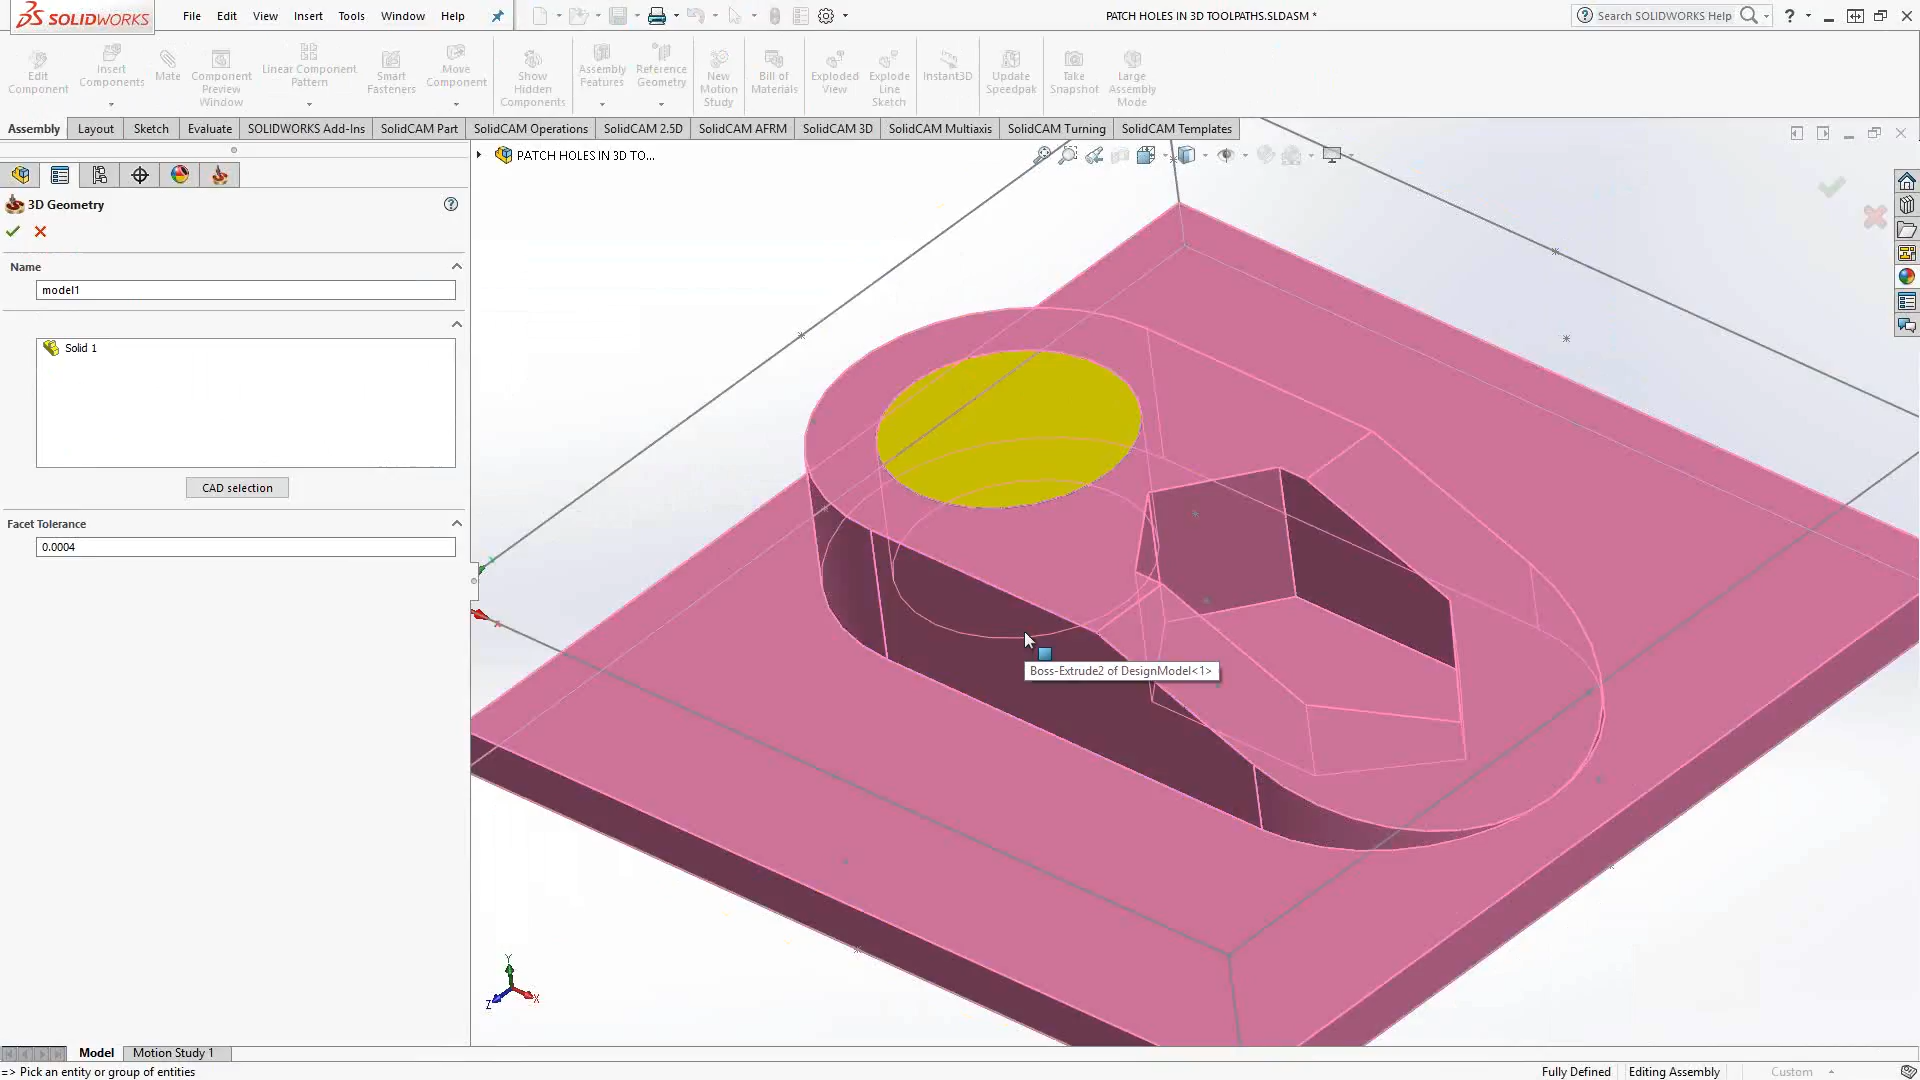 SOLIDWORKS File Edit View Insert Tools Window Help PATCH HOLES IN 3D TOOLPATHS.SLDASM * Search SOLIDWORKS Help
Edit Component
Insert Components
Mate
Component Preview Window
Linear Component Pattern
Smart Fasteners
Move Component
Show Hidden Components
Assembly Features
Reference Geometry
New Motion Study
Bill of Materials
Exploded View
Explode Line Sketch
Instant3D
Update Speedpak
Take Snapshot
Large Assembly Mode
Assembly Layout Sketch Evaluate SOLIDWORKS Add-Ins SolidCAM Part SolidCAM Operations SolidCAM 2.5D SolidCAM AFRM SolidCAM 3D SolidCAM Multiaxis SolidCAM Turning SolidCAM Templates
PATCH HOLES IN 3D TO...
3D Geometry
Name
model1
Solid 1
CAD selection
Facet Tolerance
0.0004
Boss-Extrude2 of DesignModel<1>
Y
Z X
Model Motion Study 1
=> Pick an entity or group of entities Fully Defined Editing Assembly Custom